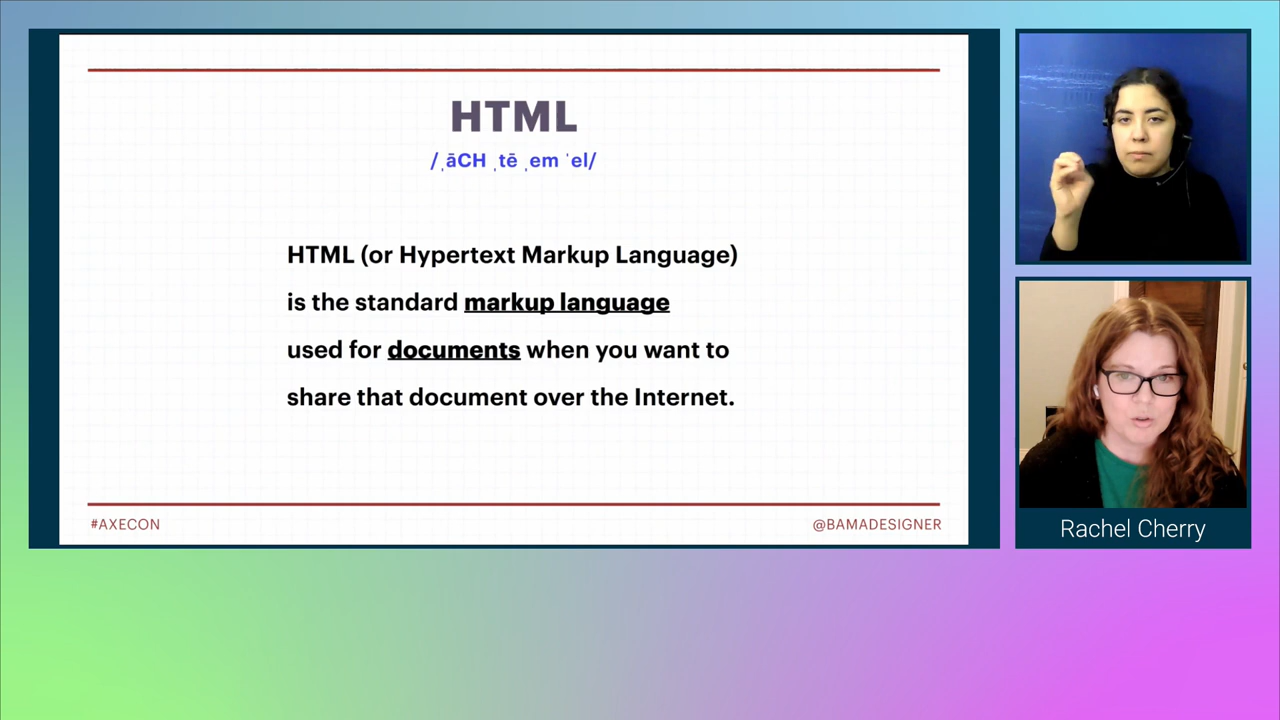 HTML
/ˌāCH ˌtē ˌem ˈel/
HTML (or Hypertext Markup Language)
is the standard markup language
used for documents when you want to
share that document over the Internet.
#AXECON
@BAMADESIGNER
Rachel Cherry